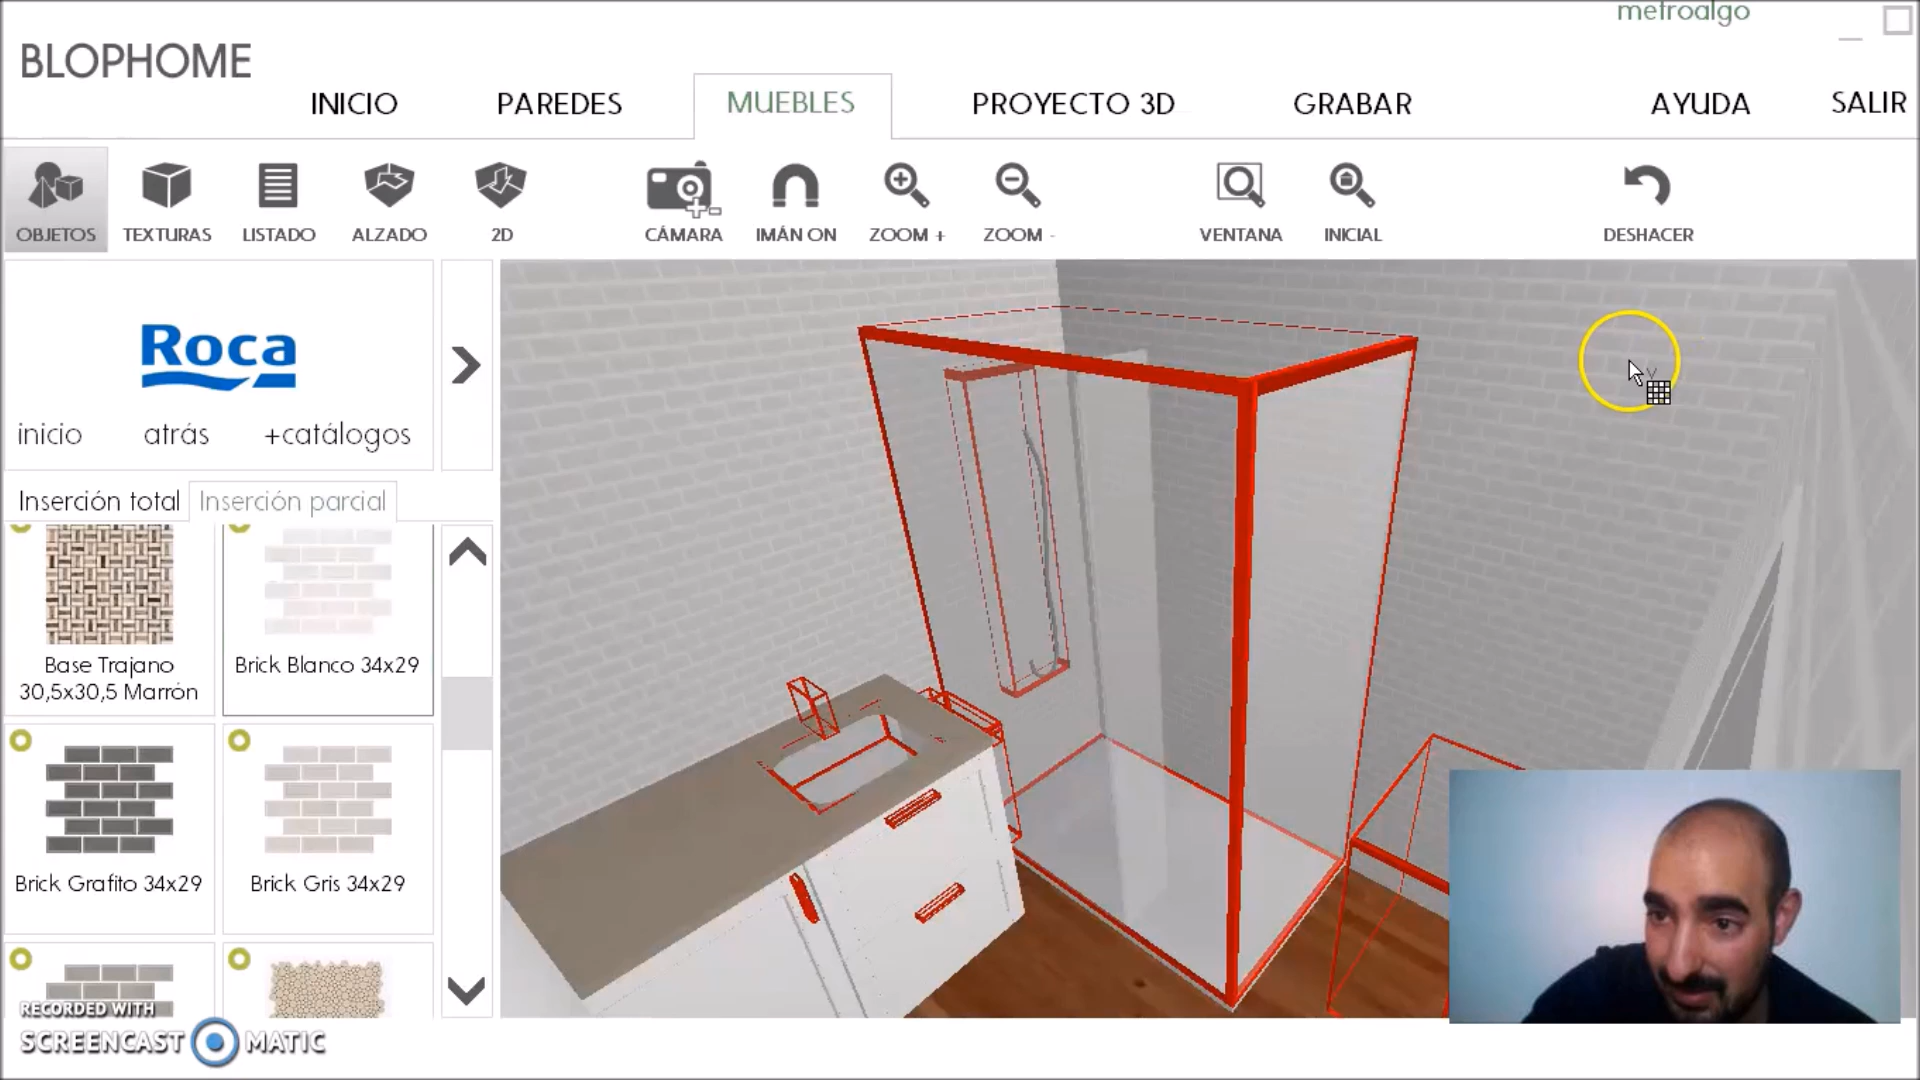 metroalgo
BLOPHOME
INICIO PAREDES MUEBLES PROYECTO 3D GRABAR AYUDA SALIR
OBJETOS TEXTURAS LISTADO ALZADO 2D CÁMARA IMÁN ON ZOOM + ZOOM - VENTANA INICIAL DESHACER
Roca
inicio atrás +catálogos
Inserción total Inserción parcial
Base Trajano
30,5x30,5 Marrón
Brick Blanco 34x29
Brick Grafito 34x29
Brick Gris 34x29
RECORDED WITH
SCREENCAST MATIC